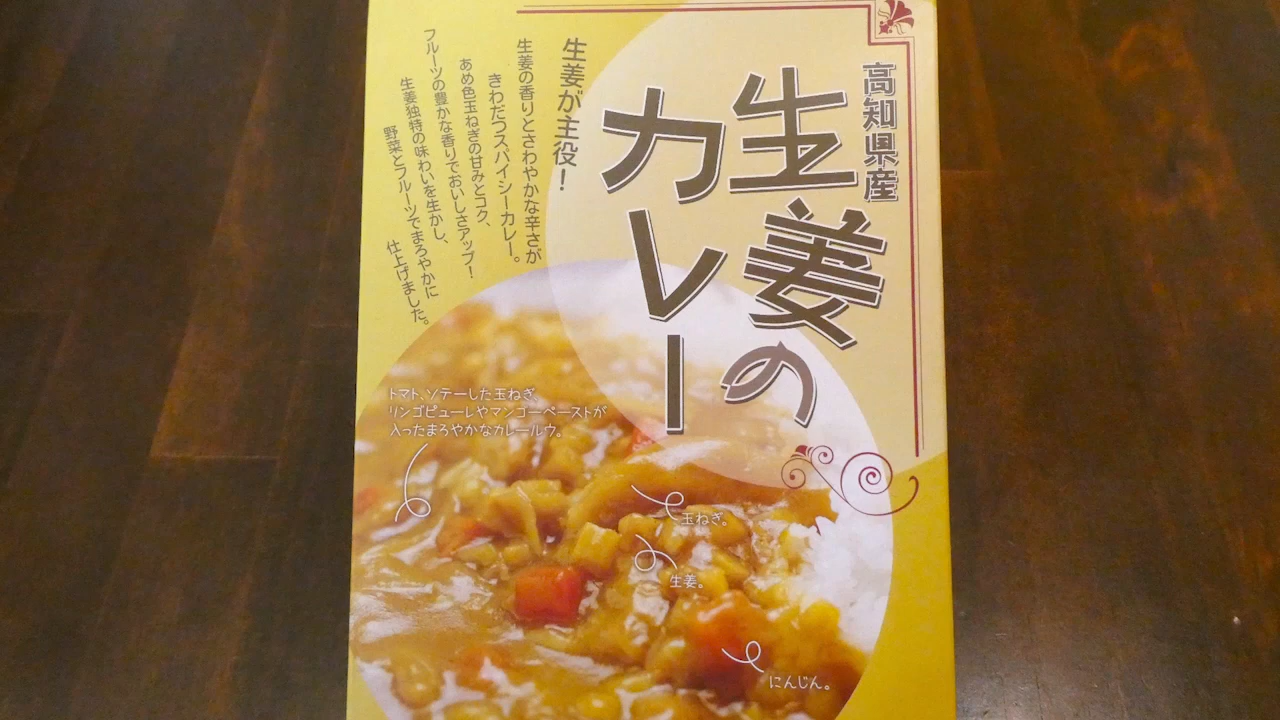 高知県産
生姜の
カレー
生姜が主役！
生姜の香りとさわやかな辛さが
きわだつスパイシーカレー。
あめ色玉ねぎの甘みとコク、
フルーツの豊かな香りでおいしさアップ！
生姜独特の味わいを生かし、
野菜とフルーツでまろやかに
仕上げました。
トマト、ソテーした玉ねぎ、
リンゴピューレやマンゴーペーストが
入ったまろやかなカレールウ。
玉ねぎ。
生姜。
にんじん。